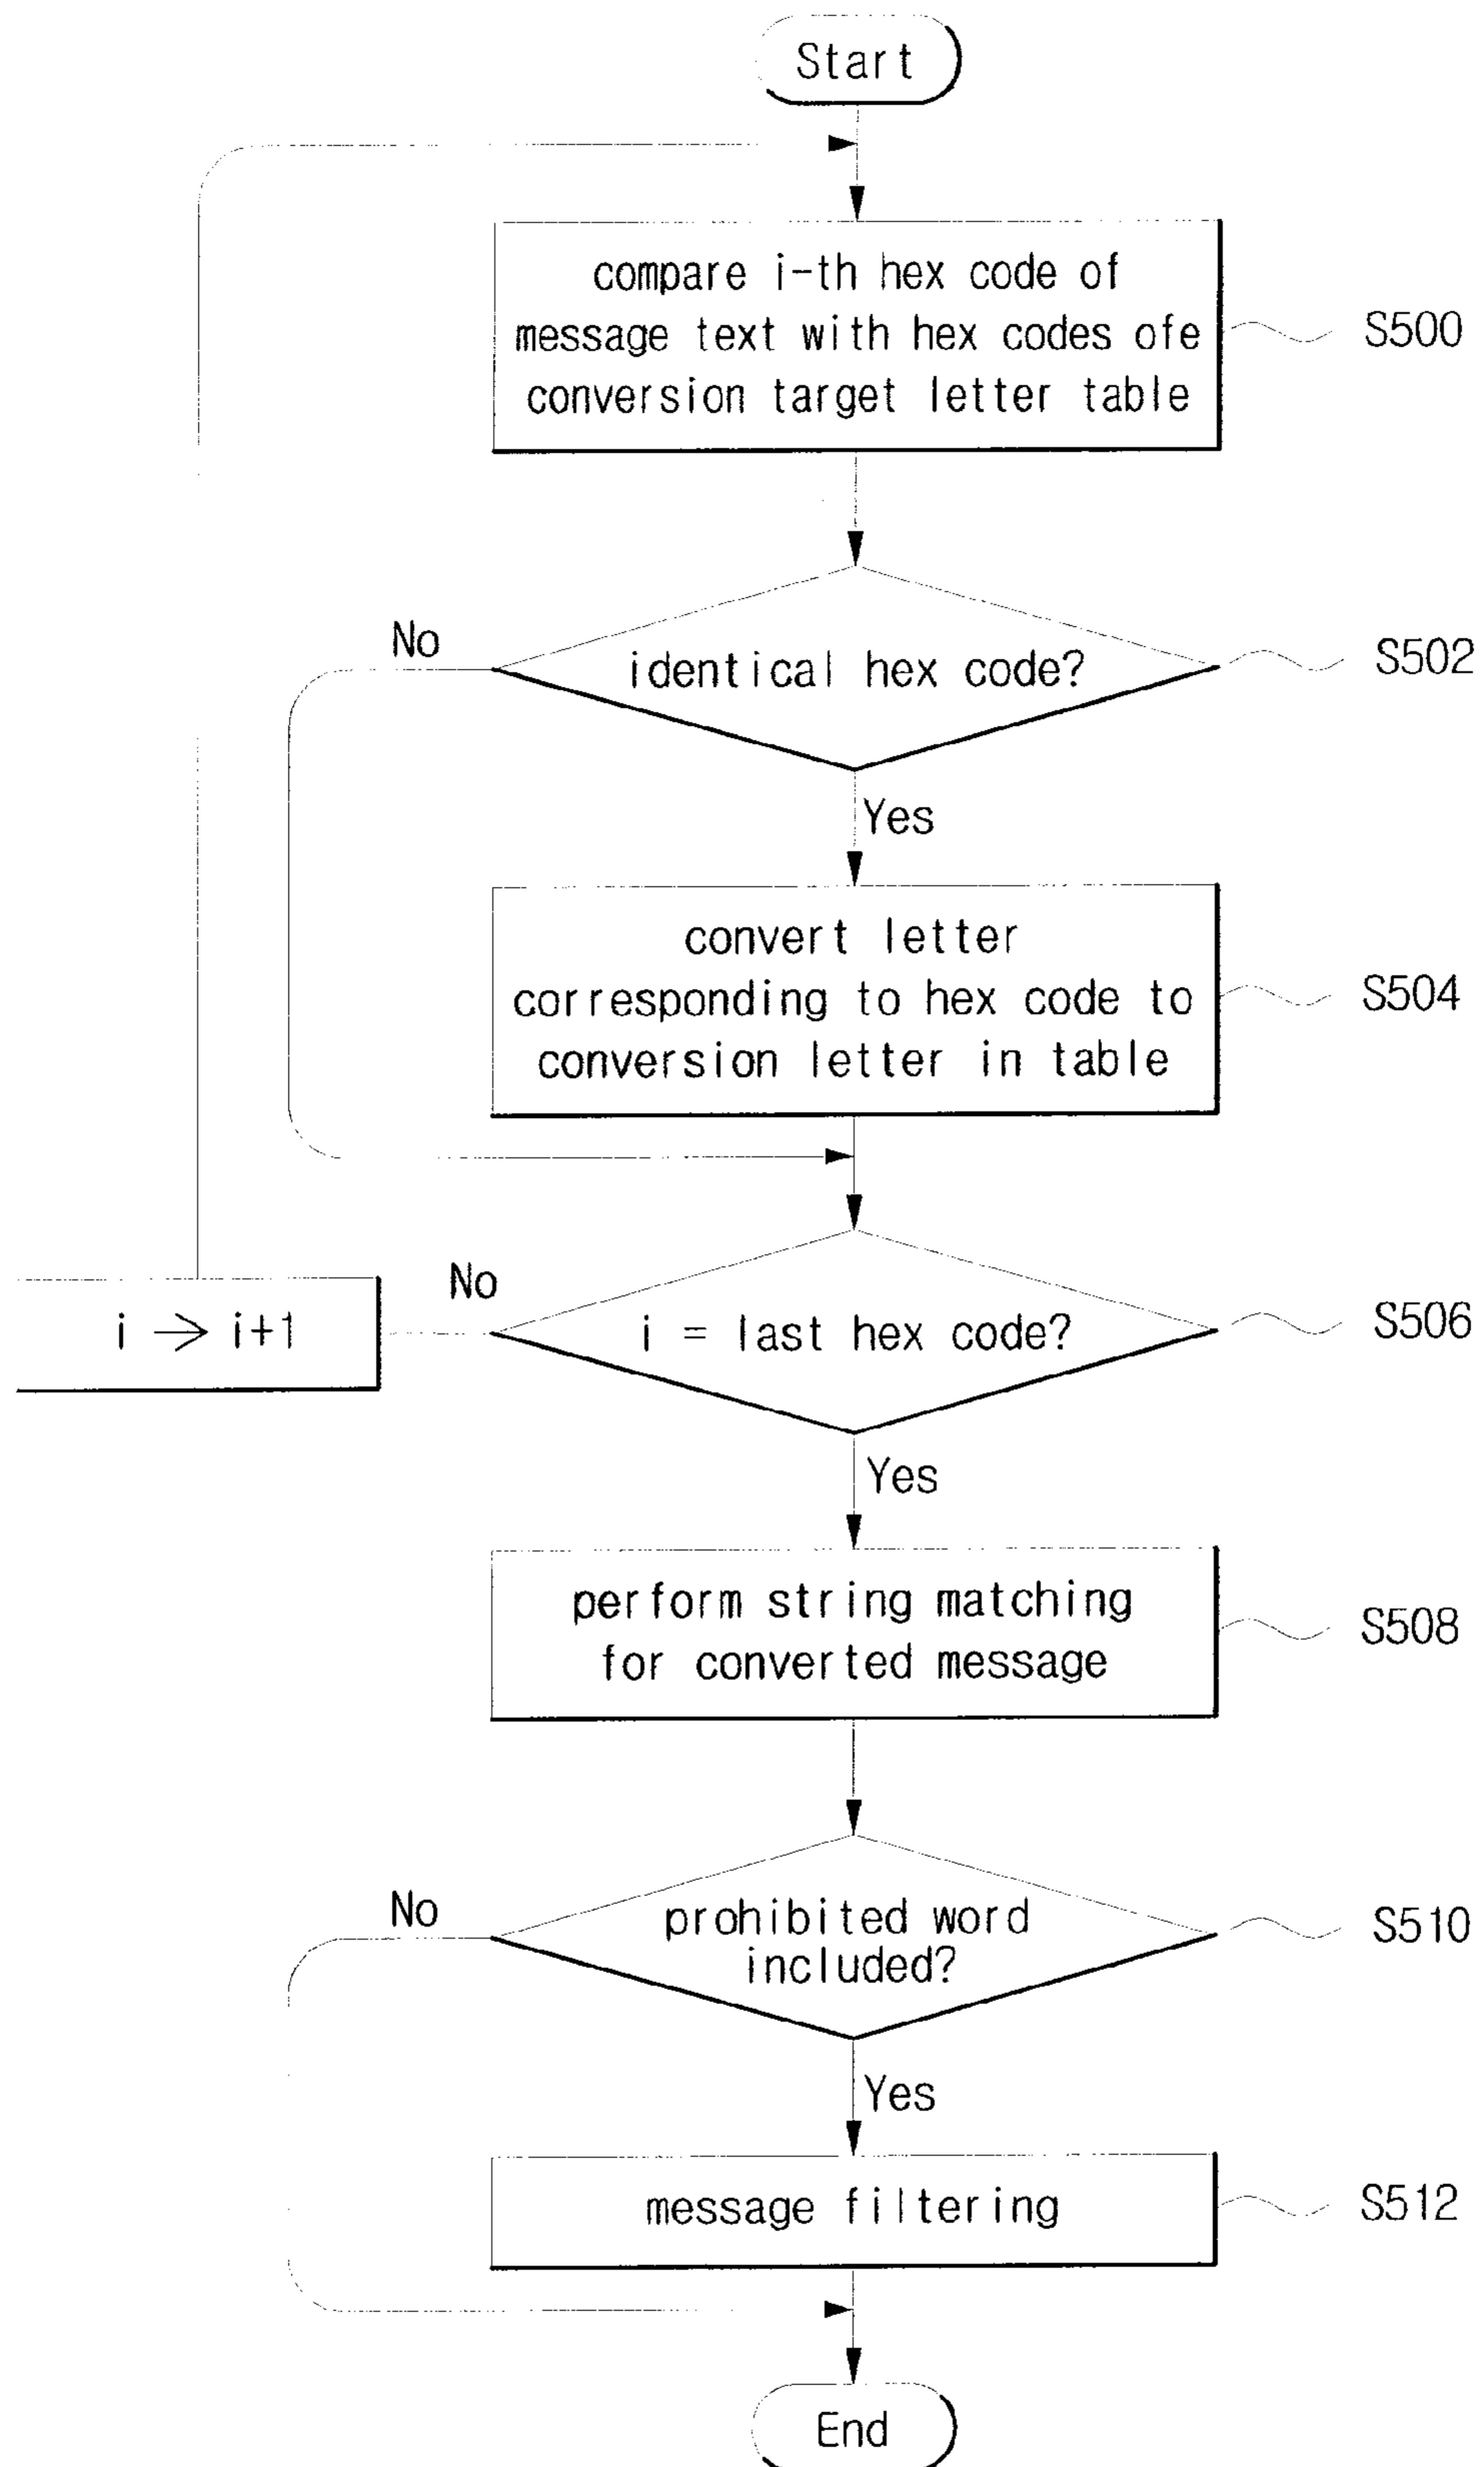 Start
compare i-th hex code of
message text with hex codes ofe
conversion target letter table
S500
No
identical hex code?
S502
Yes
convert letter
corresponding to hex code to
conversion letter in table
S504
No
i → i+1
i = last hex code?
S506
Yes
perform string matching
for converted message
S508
No
prohibited word
included?
S510
Yes
message filtering
S512
End